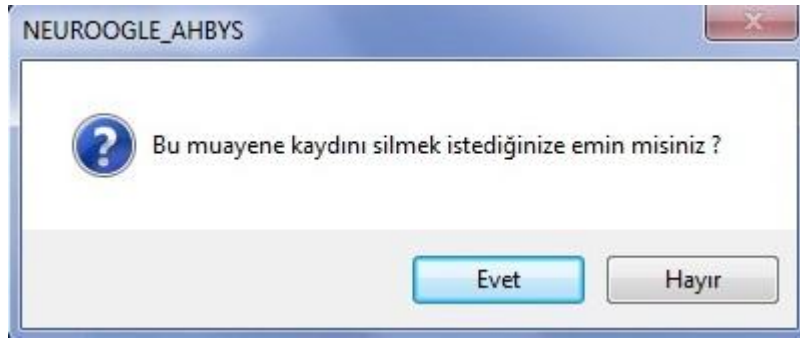 NEUROOGLE_AHBYS
Bu muayene kaydını silmek istediğinize emin misiniz ?
Evet
Hayır